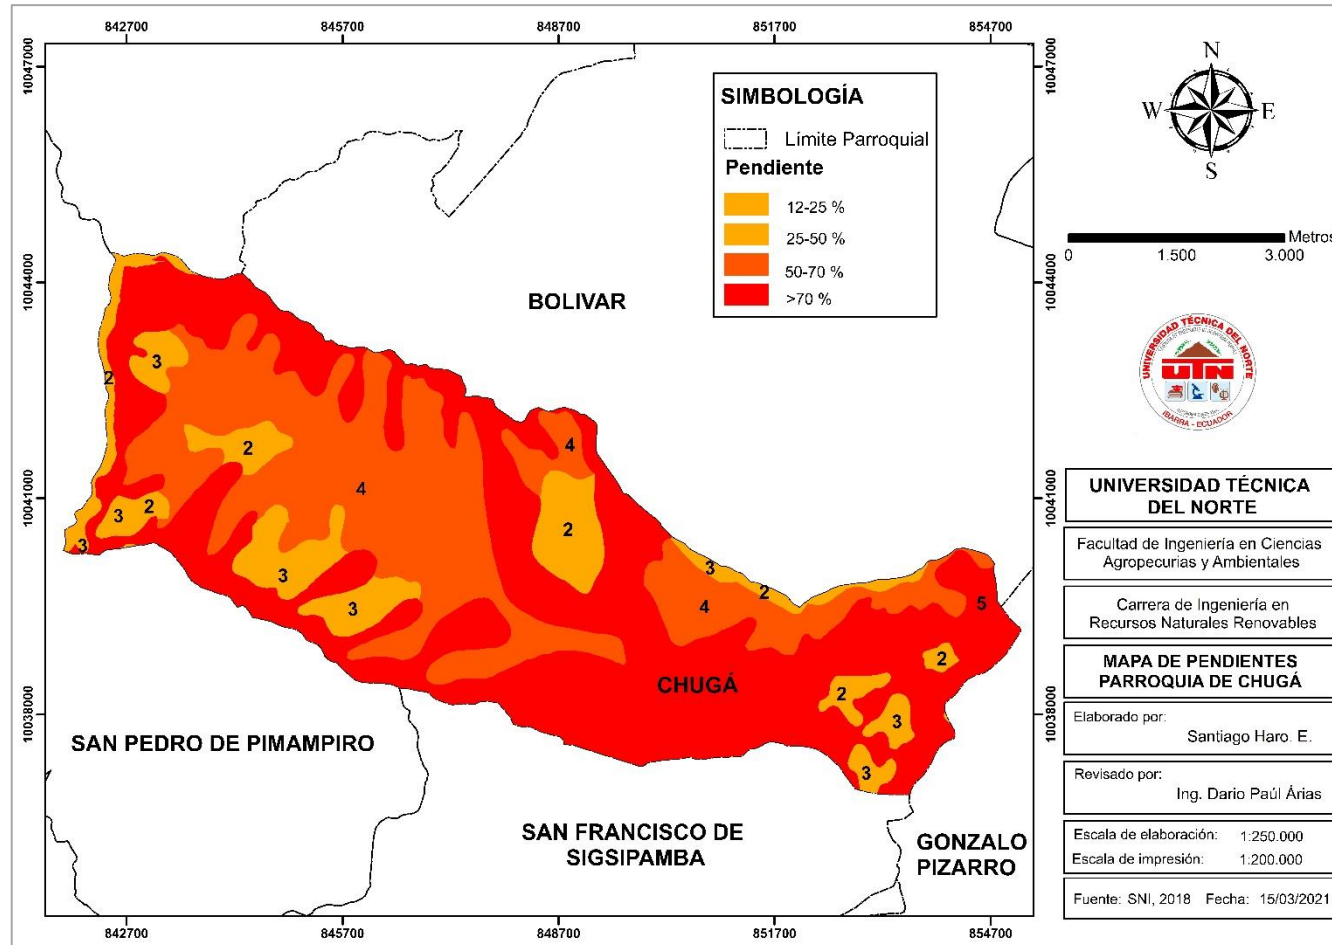 842700
845700
848700
851700
854700
10047000
10047000
10044000
10044000
10041000
10041000
10038000
10038000
SIMBOLOGÍA
Límite Parroquial
Pendiente
12-25 %
25-50 %
50-70 %
>70 %
BOLIVAR
3
2
4
2
4
3
2
2
3
3
3
2
4
3
2
5
3
2
CHUGÁ
2
3
3
SAN PEDRO DE PIMAMPIRO
SAN FRANCISCO DE
SIGSIPAMBA
GONZALO
PIZARRO
842700
845700
848700
851700
854700
N
W
E
S
Metros
0
1.500
3.000
UNIVERSIDAD TÉCNICA DEL NORTE
UTN
IBARRA - ECUADOR
UNIVERSIDAD TÉCNICA
DEL NORTE
Facultad de Ingeniería en Ciencias
Agropecurias y Ambientales
Carrera de Ingeniería en
Recursos Naturales Renovables
MAPA DE PENDIENTES
PARROQUIA DE CHUGÁ
Elaborado por:
Santiago Haro. E.
Revisado por:
Ing. Dario Paúl Árias
Escala de elaboración: 1:250.000
Escala de impresión: 1:200.000
Fuente: SNI, 2018 Fecha: 15/03/2021